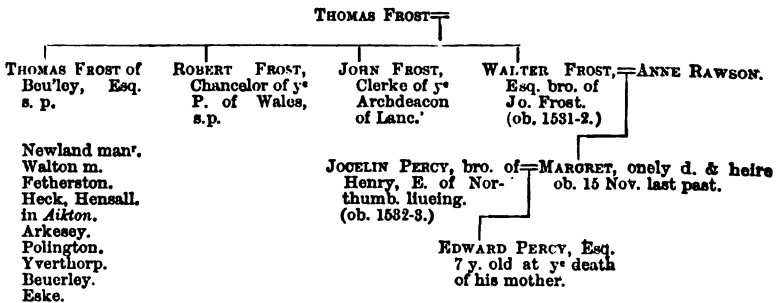 THOMAS FROST
THOMAS FROST of
Beu'ley, Esq.
s. p.
ROBERT FROST,
Chancelor of yᵉ
P. of Wales,
s.p.
JOHN FROST,
Clerke of yᵉ
Archdeacon
of Lanc.'
WALTER FROST,
Esq. bro. of
Jo. Frost.
(ob. 1531-2.)
ANNE RAWSON.
Newland manʳ.
Walton m.
Fetherston.
Heck, Hensall.
in Aikton.
Arkesey.
Polington.
Yverthorp.
Beuerley.
Eske.
JOCELIN PERCY, bro. of
Henry, E. of Nor-
thumb. liueing.
(ob. 1532-3.)
MARGRET, onely d. & heire
ob. 15 Nov. last past.
EDWARD PERCY, Esq.
7 y. old at yᵉ death
of his mother.